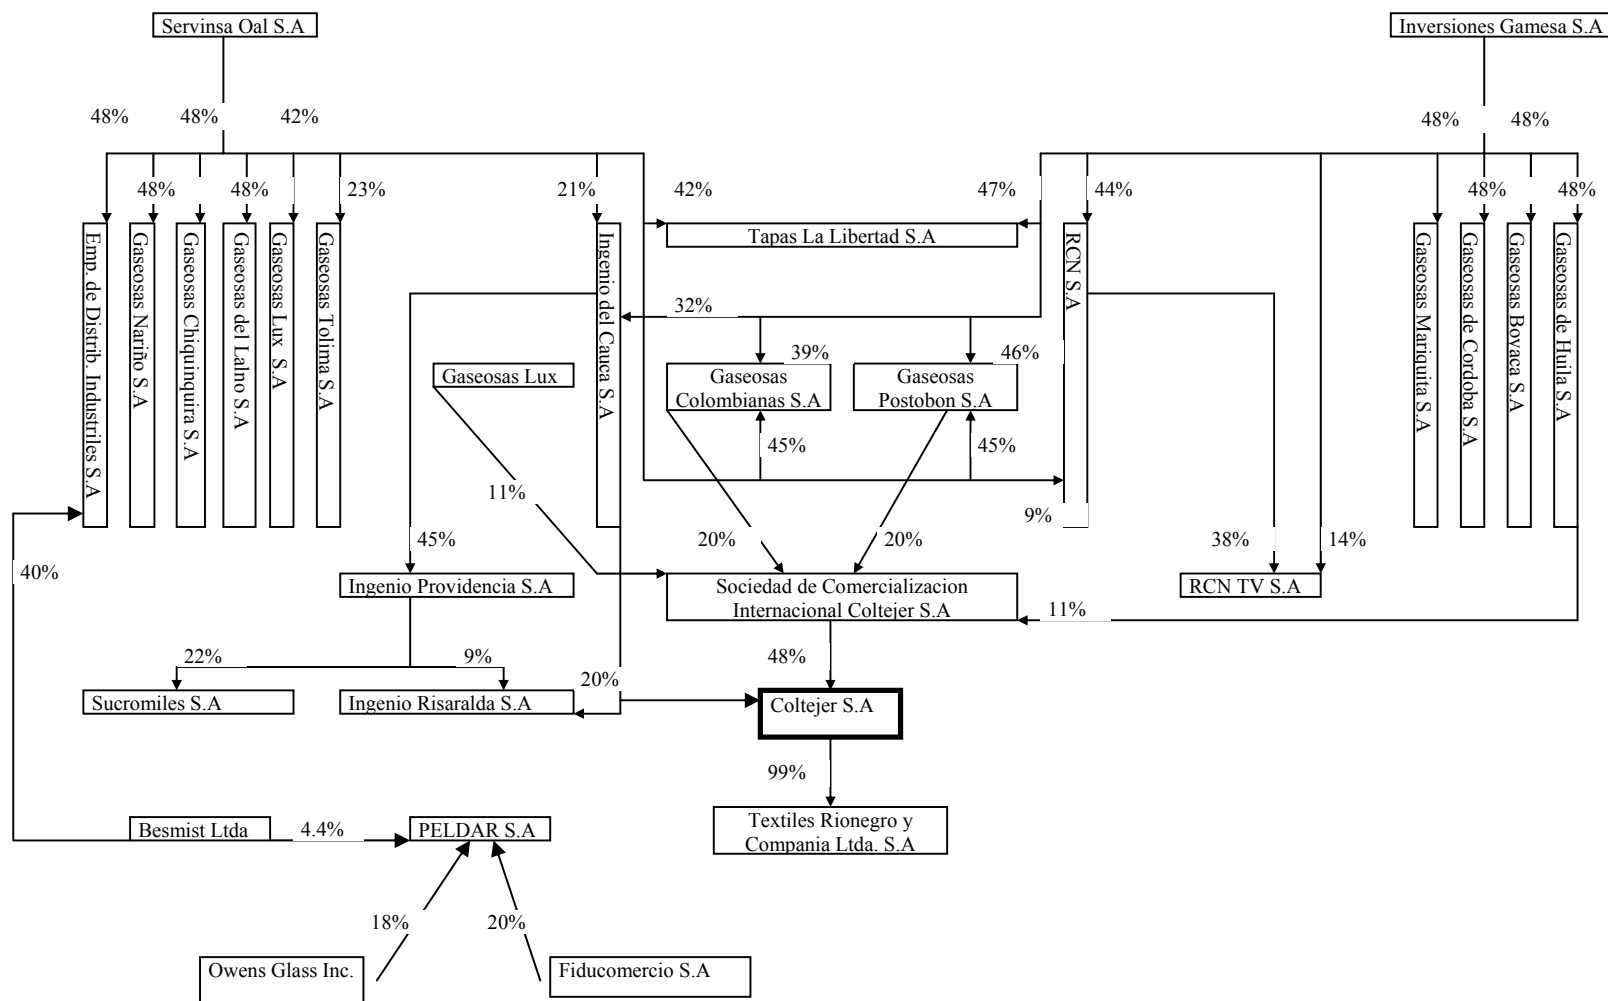 Servinsa Oal S.A
Inversiones Gamesa S.A
48%
48%
42%
48%
48%
48%
48%
23%
21%
42%
47%
44%
48%
48%
Emp. de Distrib. Industriles S.A
Gaseosas Nariño S.A
Gaseosas Chiquinquira S.A
Gaseosas del Lalno S.A
Gaseosas Lux S.A
Gaseosas Tolima S.A
Ingenio del Cauca S.A
Tapas La Libertad S.A
RCN S.A
Gaseosas Mariquita S.A
Gaseosas de Cordoba S.A
Gaseosas Boyaca S.A
Gaseosas de Huila S.A
32%
39%
46%
Gaseosas Lux
Gaseosas
Colombianas S.A
Gaseosas
Postobon S.A
45%
45%
11%
9%
20%
20%
45%
38%
14%
40%
Ingenio Providencia S.A
Sociedad de Comercializacion
Internacional Coltejer S.A
RCN TV S.A
11%
22%
9%
48%
20%
Sucromiles S.A
Ingenio Risaralda S.A
Coltejer S.A
99%
Besmist Ltda
4.4%
PELDAR S.A
Textiles Rionegro y
Compania Ltda. S.A
18%
20%
Owens Glass Inc.
Fiducomercio S.A